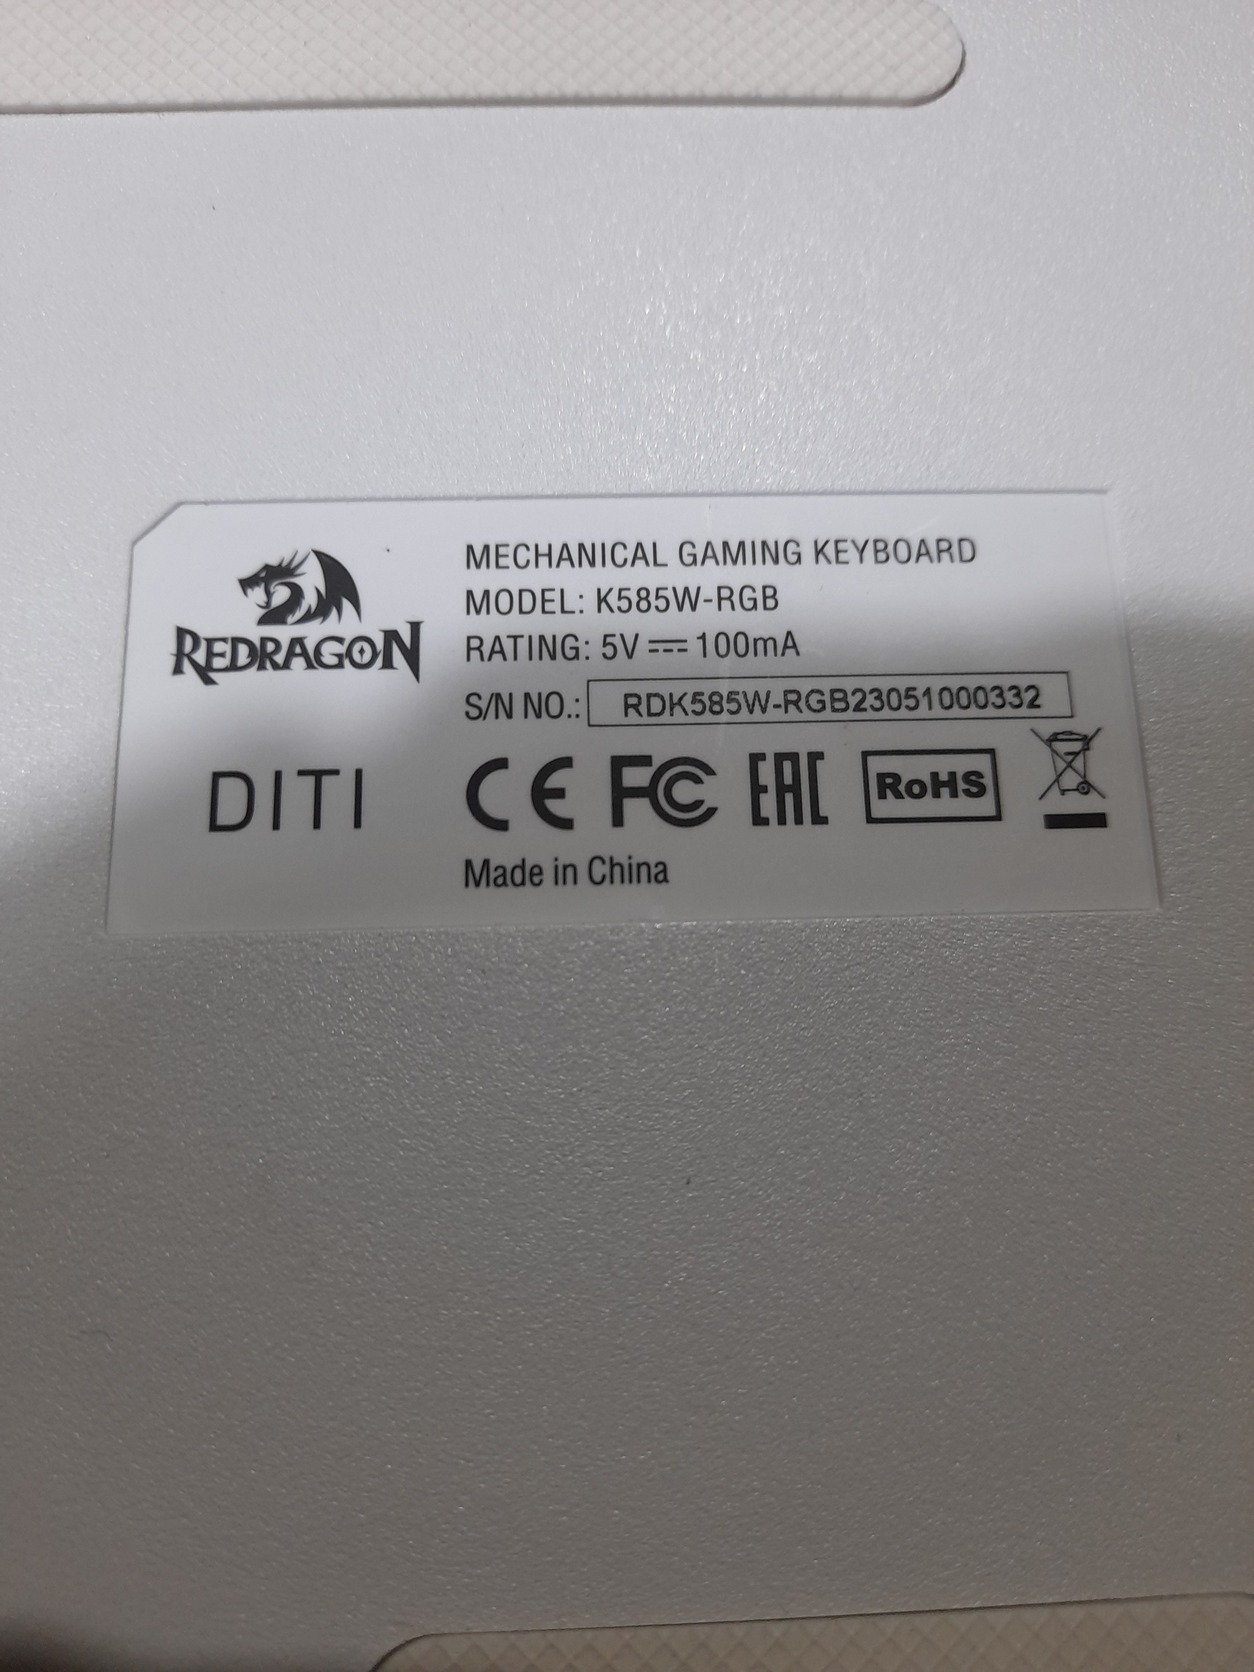 REDRAGON
DITI
MECHANICAL GAMING KEYBOARD
MODEL: K585W-RGB
RATING: 5V ⎓ 100mA
S/N NO.: RDK585W-RGB23051000332
CE FC EAC RoHS
Made in China